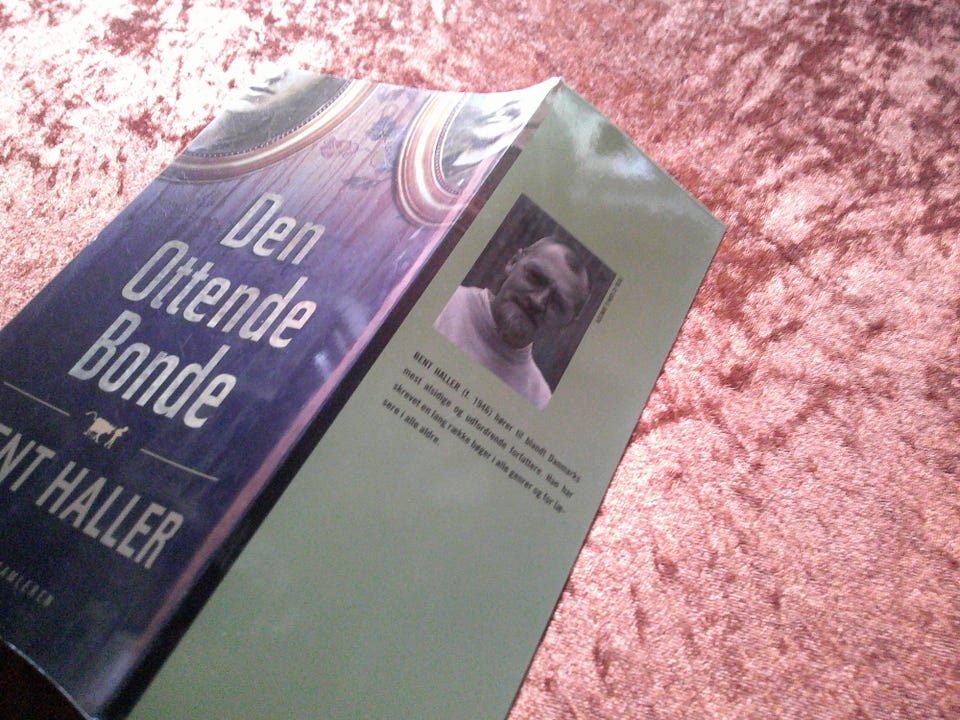 Den
Ottende
Bonde
ENT HALLER
BENT HALLER (f. 1946) hører til blandt Danmarks
mest alsidige og udfordrende forfattere. Han har
skrevet en lang række bøger i alle genrer og for læ-
sere i alle aldre.